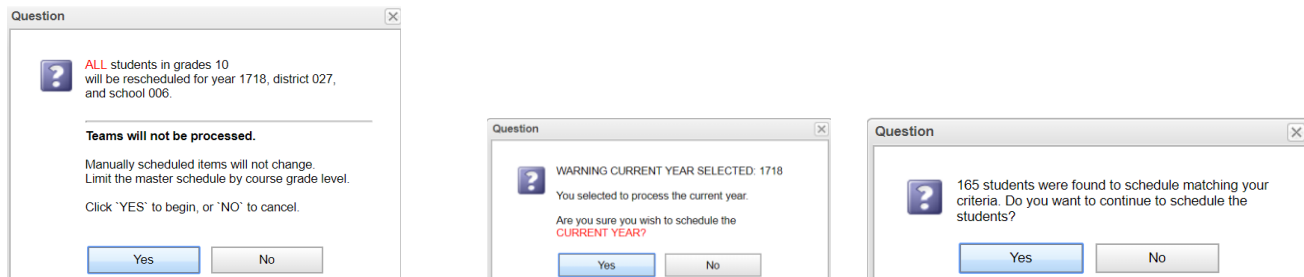 Question
ALL students in grades 10
will be rescheduled for year 1718, district 027,
and school 006.
Teams will not be processed.
Manually scheduled items will not change.
Limit the master schedule by course grade level.
Click `YES` to begin, or `NO` to cancel.
Yes No
Question
WARNING CURRENT YEAR SELECTED: 1718
You selected to process the current year.
Are you sure you wish to schedule the
CURRENT YEAR?
Yes No
Question
165 students were found to schedule matching your
criteria. Do you want to continue to schedule the
students?
Yes No